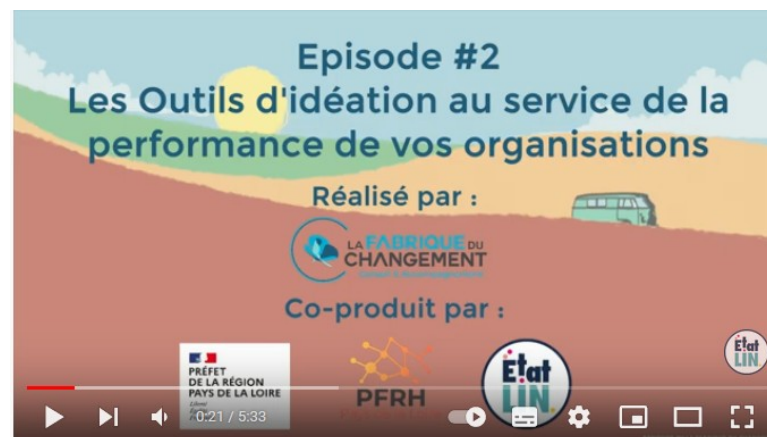 Episode #2
Les Outils d'idéation au service de la
performance de vos organisations
Réalisé par :
LA FABRIQUE DU
CHANGEMENT
Co-produit par :
PRÉFET
DE LA RÉGION
PAYS DE LA LOIRE
PFRH
État
LIN.
État
LIN
0:21 / 5:33